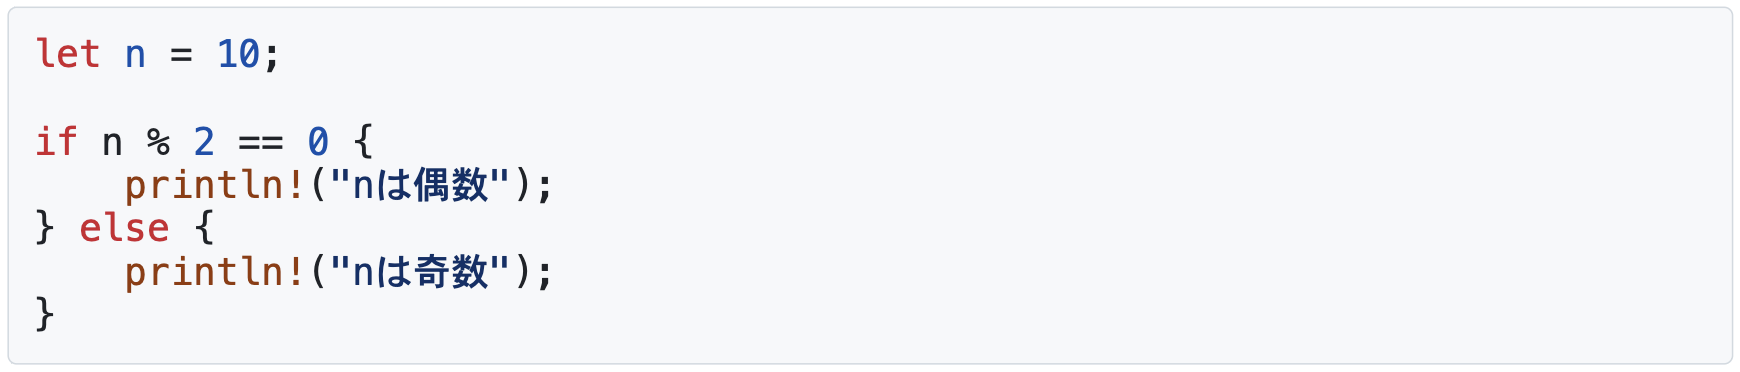 let n = 10;

if n % 2 == 0 {
    println!("nは偶数");
} else {
    println!("nは奇数");
}